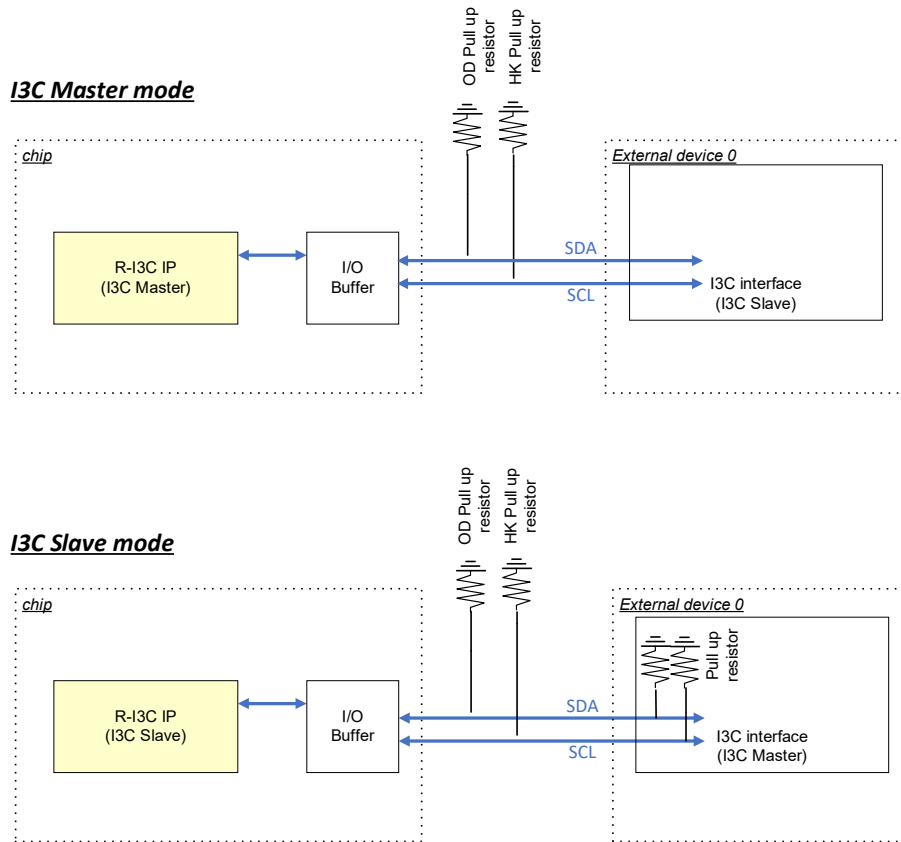 OD Pull up
resistor
HK Pull up
resistor
I3C Master mode
chip
External device 0
R-I3C IP
(I3C Master)
I/O
Buffer
SDA
SCL
I3C interface
(I3C Slave)
OD Pull up
resistor
HK Pull up
resistor
I3C Slave mode
chip
External device 0
Pull up
resistor
R-I3C IP
(I3C Slave)
I/O
Buffer
SDA
SCL
I3C interface
(I3C Master)